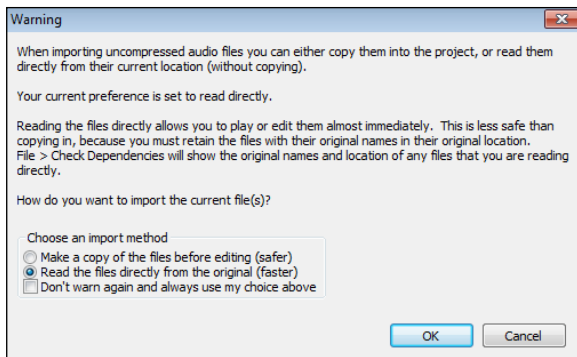 Warning
When importing uncompressed audio files you can either copy them into the project, or read them
directly from their current location (without copying).
Your current preference is set to read directly.
Reading the files directly allows you to play or edit them almost immediately.  This is less safe than
copying in, because you must retain the files with their original names in their original location.
File > Check Dependencies will show the original names and location of any files that you are reading
directly.
How do you want to import the current file(s)?
Choose an import method
Make a copy of the files before editing (safer)
Read the files directly from the original (faster)
Don't warn again and always use my choice above
OK Cancel